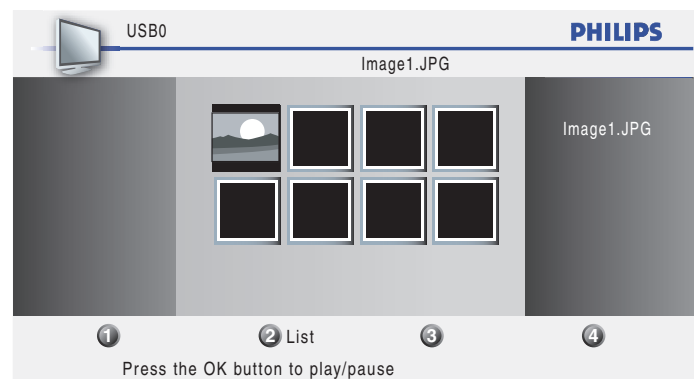 USB0
PHILIPS
Image1.JPG
Image1.JPG
1 2 List 3 4
Press the OK button to play/pause